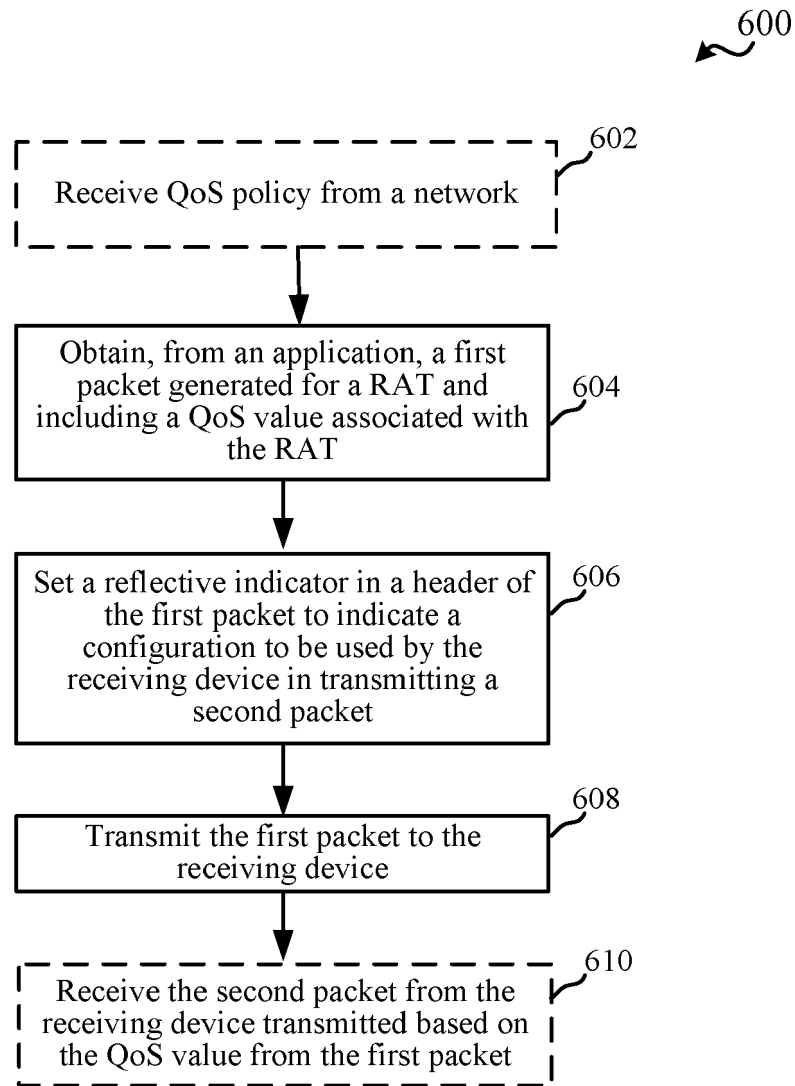 600
602
Receive QoS policy from a network
Obtain, from an application, a first
packet generated for a RAT and
including a QoS value associated with
the RAT
604
Set a reflective indicator in a header of
the first packet to indicate a
configuration to be used by the
receiving device in transmitting a
second packet
606
608
Transmit the first packet to the
receiving device
610
Receive the second packet from the
receiving device transmitted based on
the QoS value from the first packet